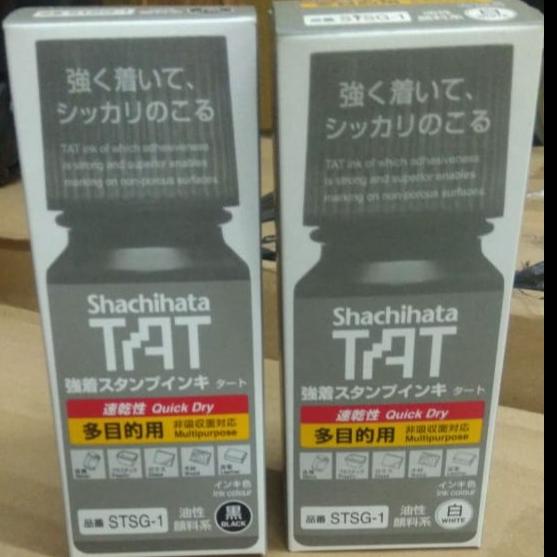 強く着いて、
シッカリのこる
TAT ink of which adhesiveness
is strong and superior enables
marking on non-porous surfaces.
Shachihata
TAT
強着スタンプインキ タート
速乾性 Quick Dry
多目的用 非吸収面対応
Multipurpose
インキ色
Ink colour
品番 STSG-1 油性
顔料系
黒
BLACK
STSG-1
強く着いて、
シッカリのこる
TAT ink of which adhesiveness
is strong and superior enables
marking on non-porous surfaces.
Shachihata
TAT
強着スタンプインキ タート
速乾性 Quick Dry
多目的用 非吸収面対応
Multipurpose
インキ色
Ink colour
品番 STSG-1 油性
顔料系
白
WHITE